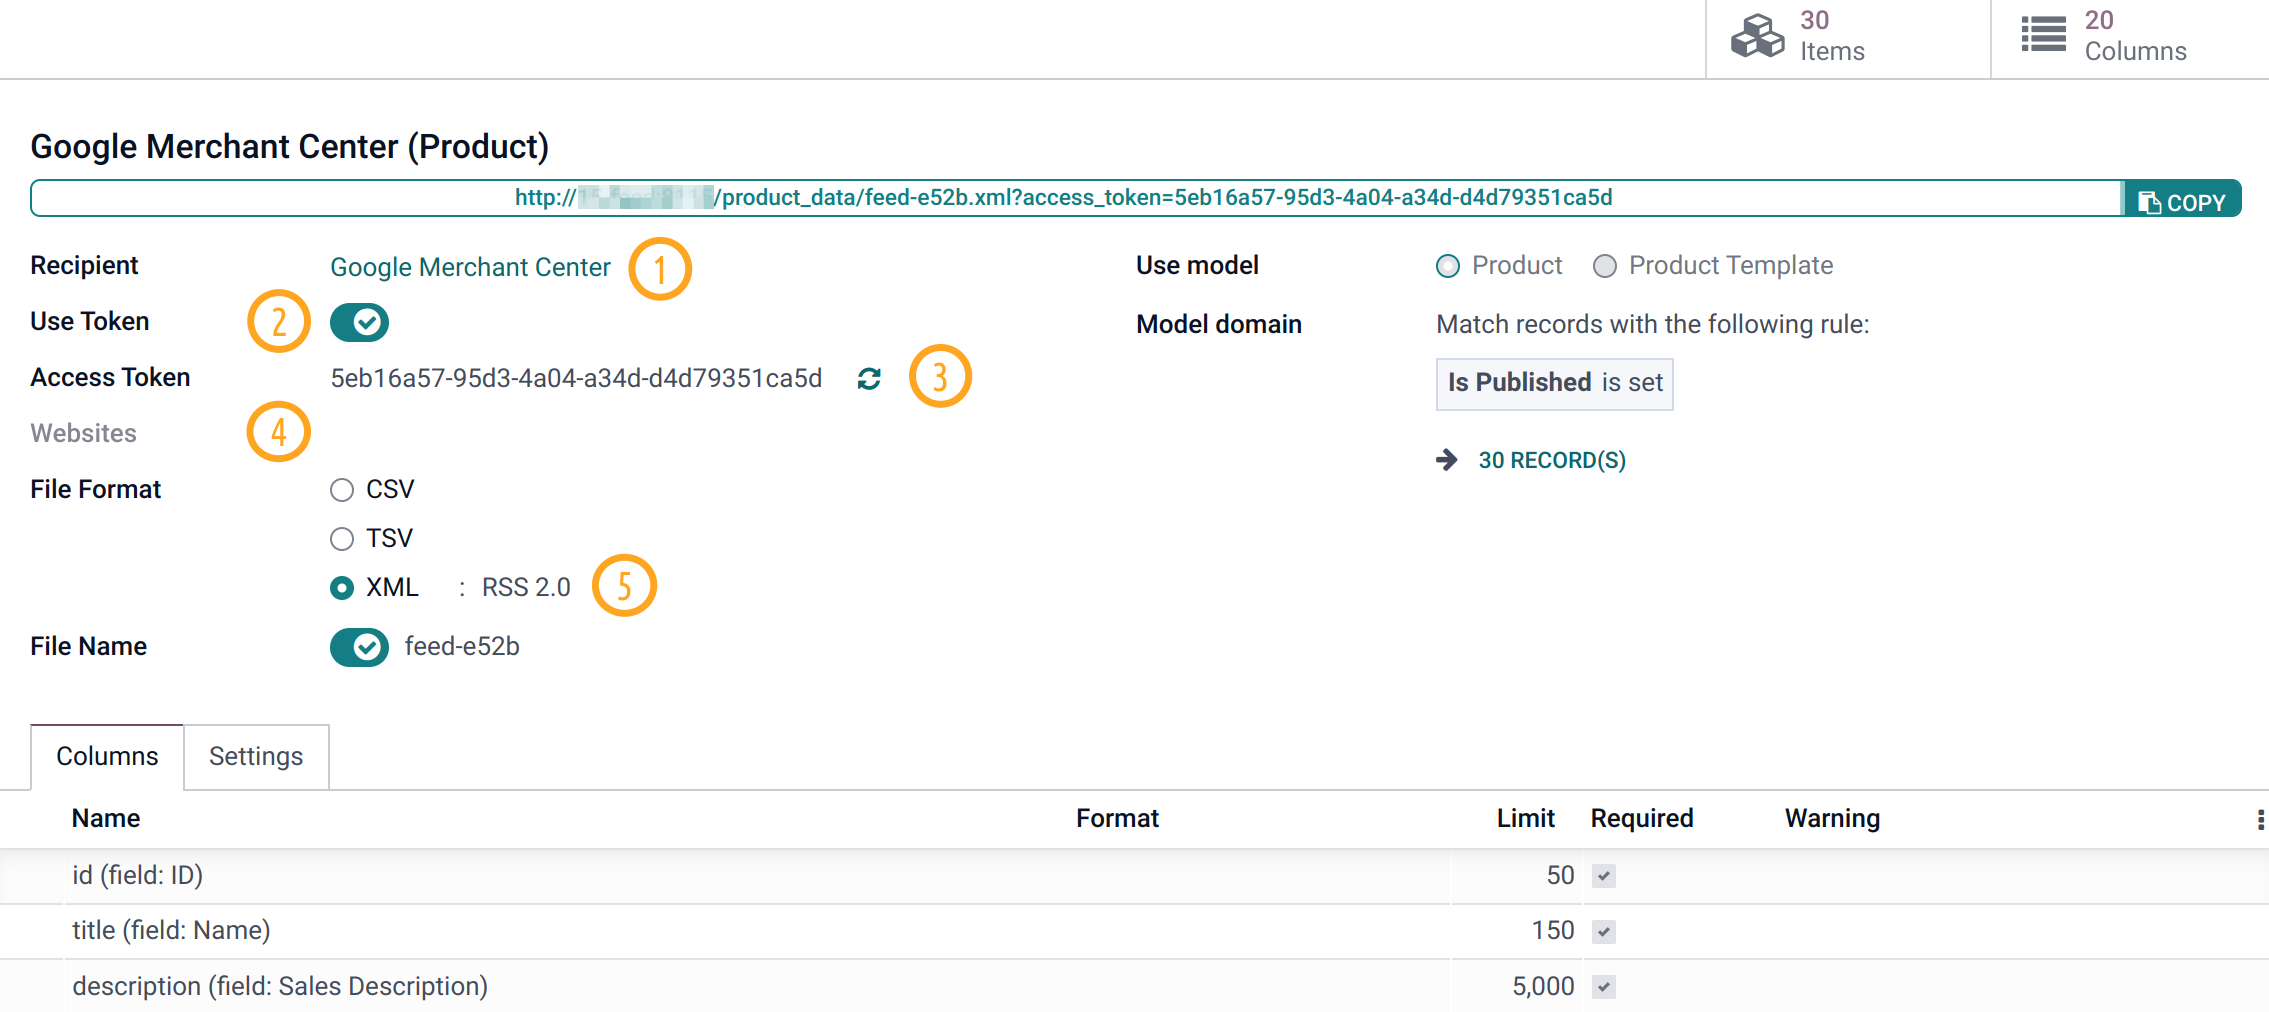 30
Items
20
Columns
Google Merchant Center (Product)
http:// /product_data/feed-e52b.xml?access_token=5eb16a57-95d3-4a04-a34d-d4d79351ca5d
COPY
Recipient
Google Merchant Center
1
Use Token
2
Access Token
5eb16a57-95d3-4a04-a34d-d4d79351ca5d
3
Websites
4
File Format
CSV
TSV
XML : RSS 2.0
5
File Name
feed-e52b
Use model
Product
Product Template
Model domain
Match records with the following rule:
Is Published is set
30 RECORD(S)
Columns
Settings
Name Format Limit Required Warning
id (field: ID) 50
title (field: Name) 150
description (field: Sales Description) 5,000